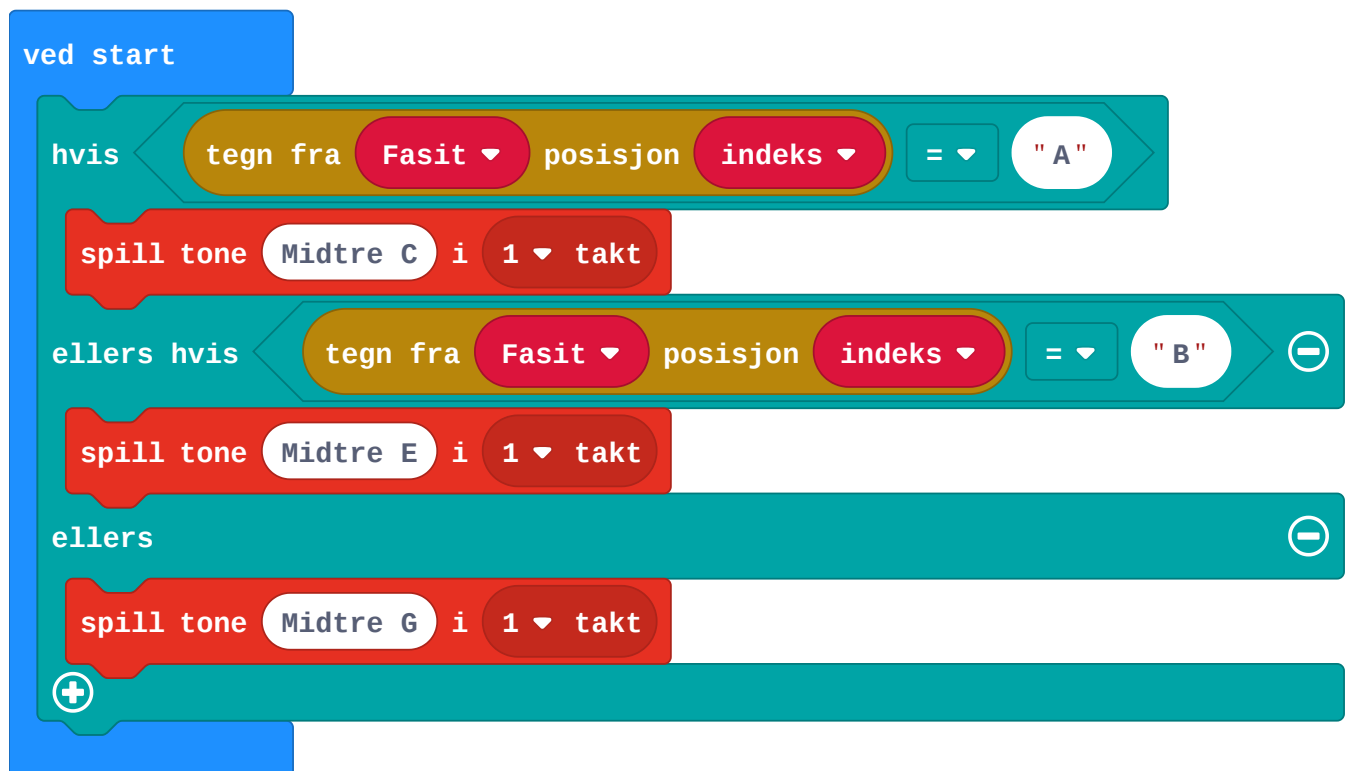 ved start
hvis tegn fra Fasit posisjon indeks = "A"
spill tone Midtre C i 1 takt
ellers hvis tegn fra Fasit posisjon indeks = "B"
spill tone Midtre E i 1 takt
ellers
spill tone Midtre G i 1 takt